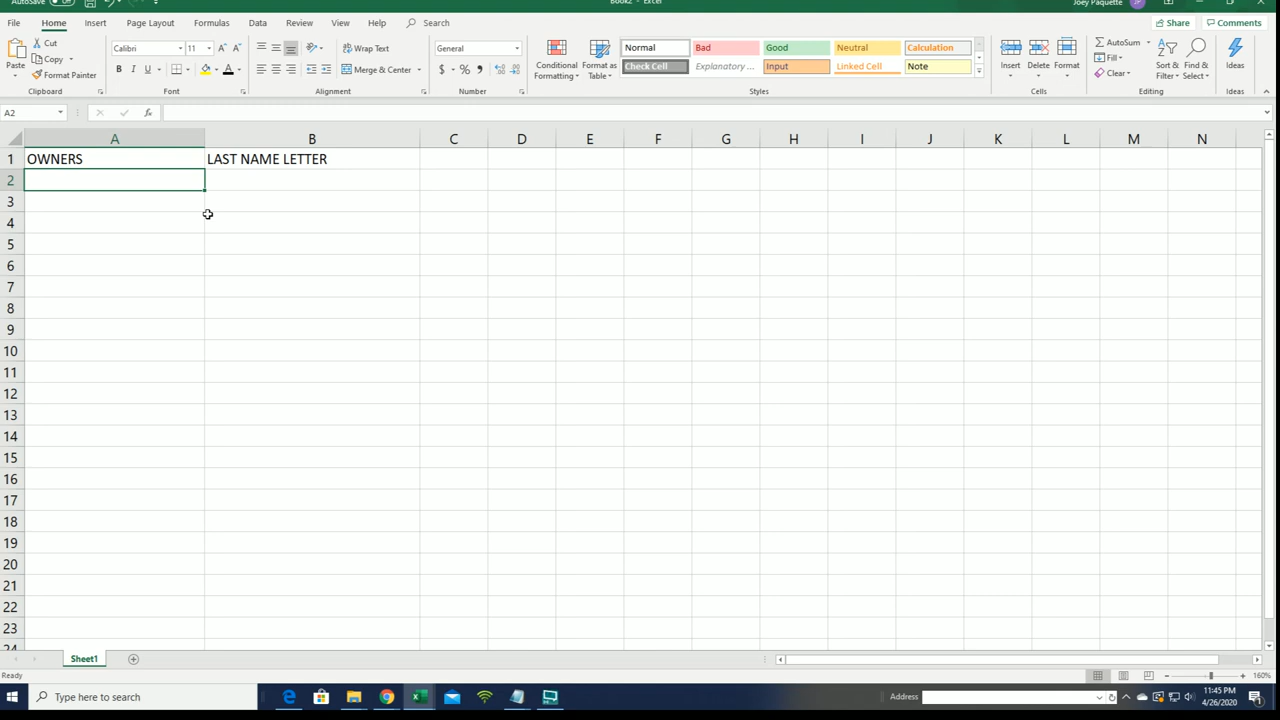 AutoSave Off Book2 - Excel Joey Paquette JP
File Home Insert Page Layout Formulas Data Review View Help Search Share Comments
Paste Cut Copy Format Painter Clipboard
Calibri 11 A A B U A Font
Wrap Text Merge & Center Alignment
General $ % , Number
Conditional Formatting Format as Table
Normal Bad Good Neutral Calculation
Check Cell Explanatory ... Input Linked Cell Note
Styles
Insert Delete Format Cells
AutoSum Fill Clear Sort & Filter Find & Select Editing
Ideas Ideas
A2 fx
A B C D E F G H I J K L M N
1 OWNERS LAST NAME LETTER
2
3
4
5
6
7
8
9
10
11
12
13
14
15
16
17
18
19
20
21
22
23
24
Sheet1
Ready 160%
Type here to search Address 11:45 PM
4/26/2020 1